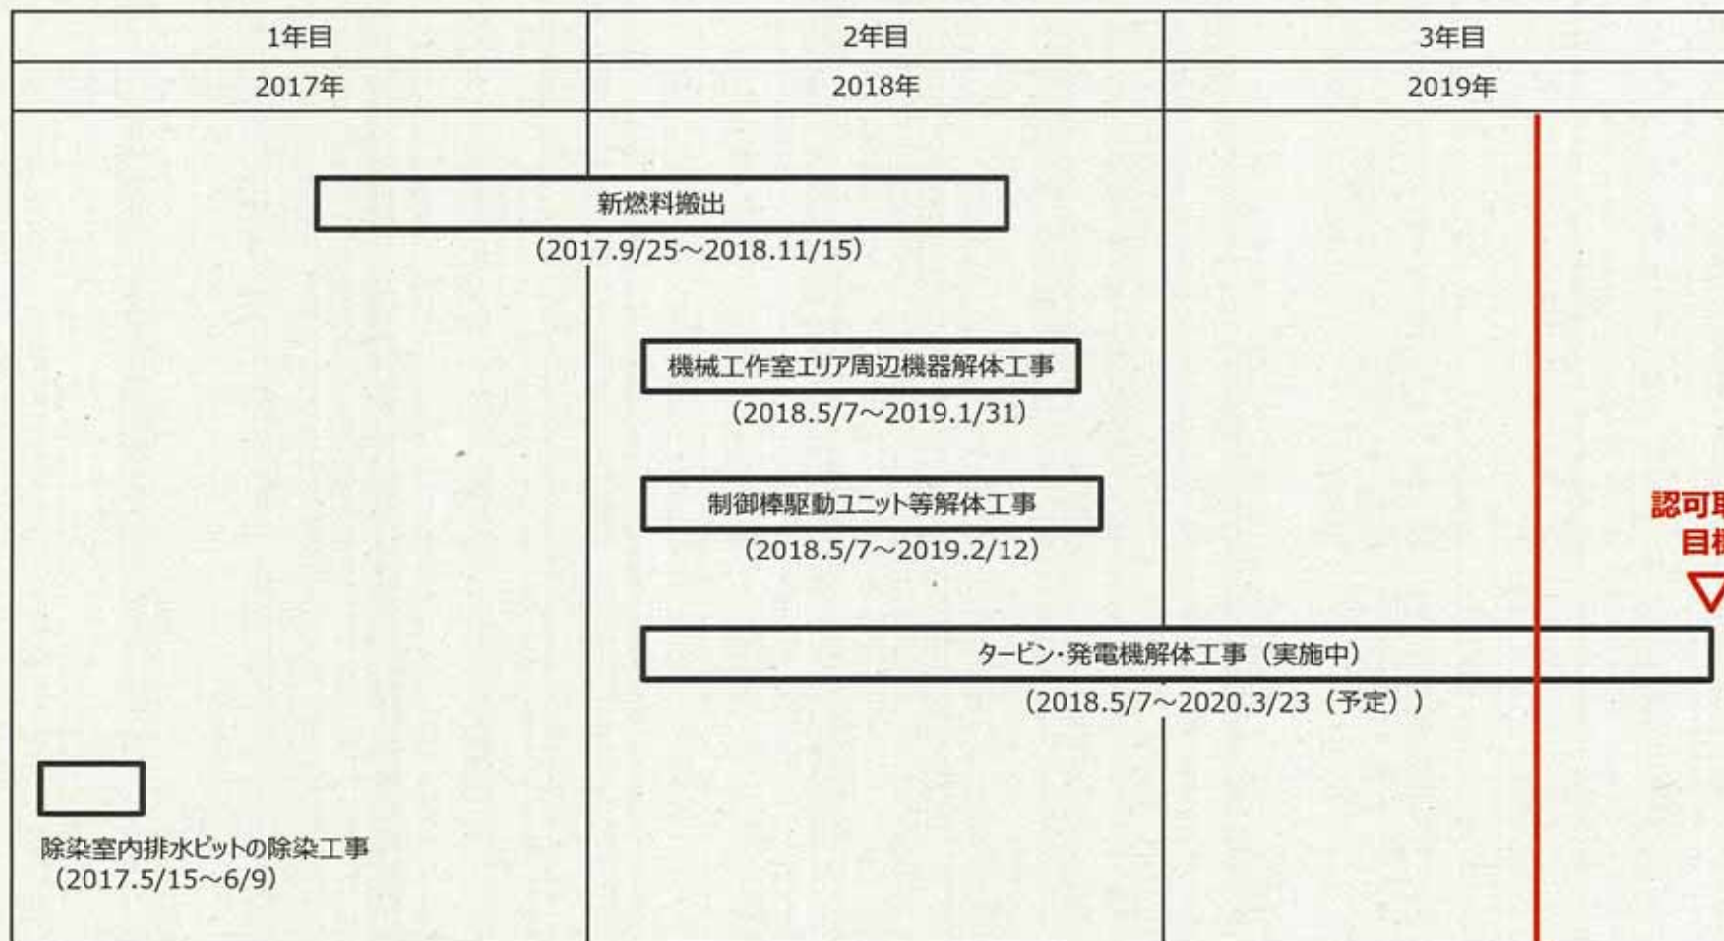 1年目
2年目
3年目
2017年
2018年
2019年
新燃料搬出
（2017.9/25～2018.11/15）
機械工作室エリア周辺機器解体工事
（2018.5/7～2019.1/31）
制御棒駆動ユニット等解体工事
（2018.5/7～2019.2/12）
認可
目
タービン・発電機解体工事（実施中）
（2018.5/7～2020.3/23（予定））
除染室内排水ピットの除染工事
（2017.5/15～6/9）